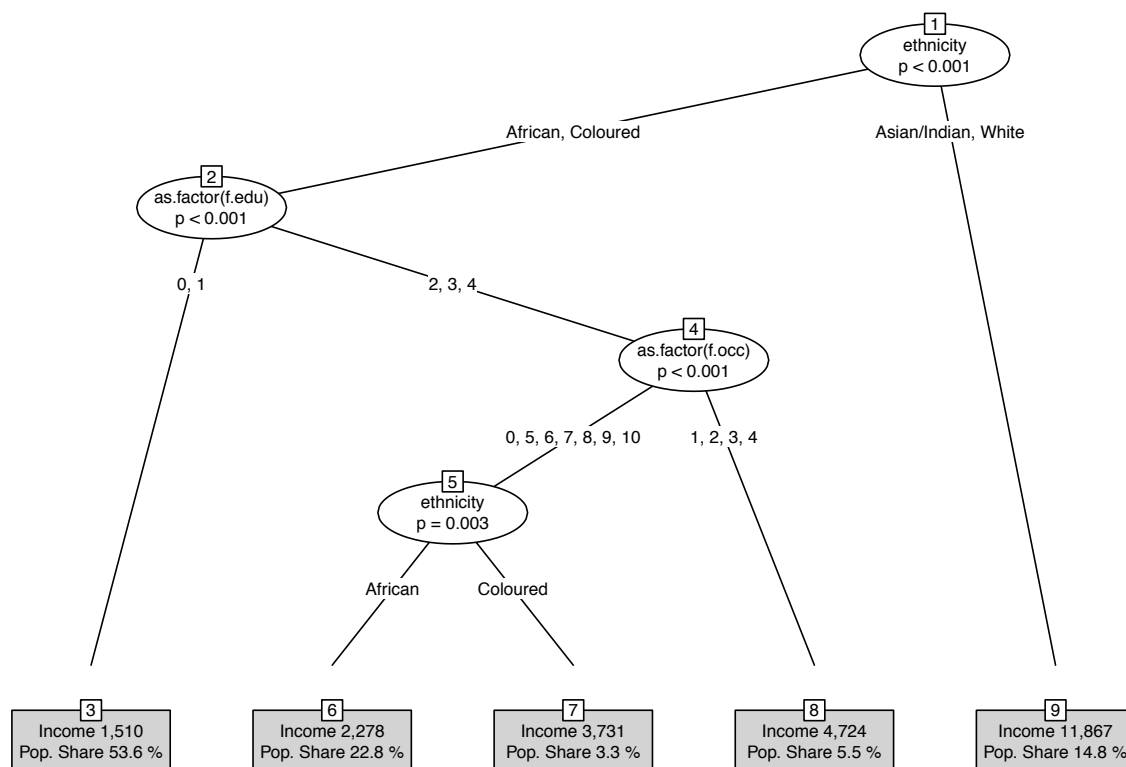 1
ethnicity
p < 0.001
African, Coloured
Asian/Indian, White
2
as.factor(f.edu)
p < 0.001
0, 1
2, 3, 4
4
as.factor(f.occ)
p < 0.001
0, 5, 6, 7, 8, 9, 10
1, 2, 3, 4
5
ethnicity
p = 0.003
African
Coloured
3
Income 1,510
Pop. Share 53.6 %
6
Income 2,278
Pop. Share 22.8 %
7
Income 3,731
Pop. Share 3.3 %
8
Income 4,724
Pop. Share 5.5 %
9
Income 11,867
Pop. Share 14.8 %